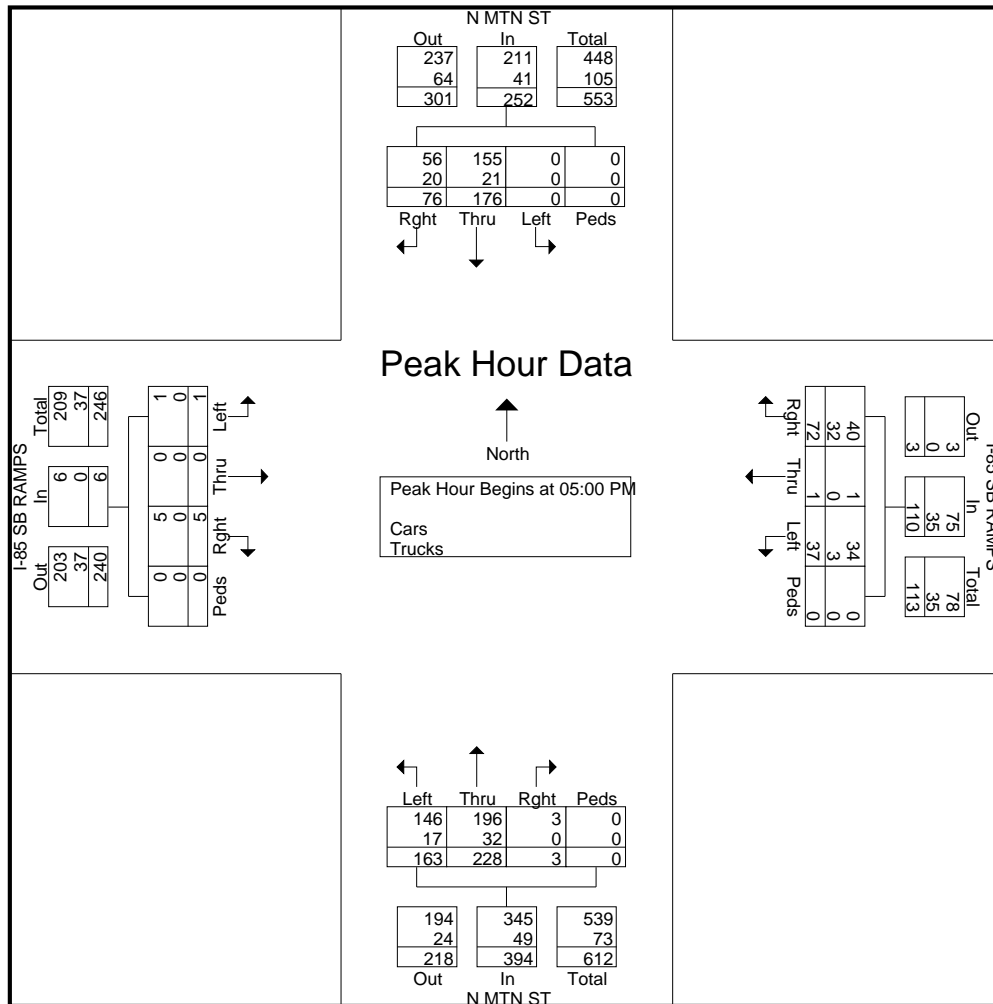 N MTN ST
Out In Total
237 211 448
64 41 105
301 252 553
56 155 0 0
20 21 0 0
76 176 0 0
Rght Thru Left Peds
Peak Hour Data
North
Peak Hour Begins at 05:00 PM
Cars
Trucks
I-85 SB RAMPS
Total In Out
209 6 203
37 0 37
246 6 240
1 0 5 0
0 0 0 0
1 0 5 0
Left Thru Rght Peds
I-85 SB RAMPS
Out In Total
3 75 78
0 35 35
3 110 113
40 1 34 0
32 0 3 0
72 1 37 0
Rght Thru Left Peds
Left Thru Rght Peds
146 196 3 0
17 32 0 0
163 228 3 0
194 345 539
24 49 73
218 394 612
Out In Total
N MTN ST